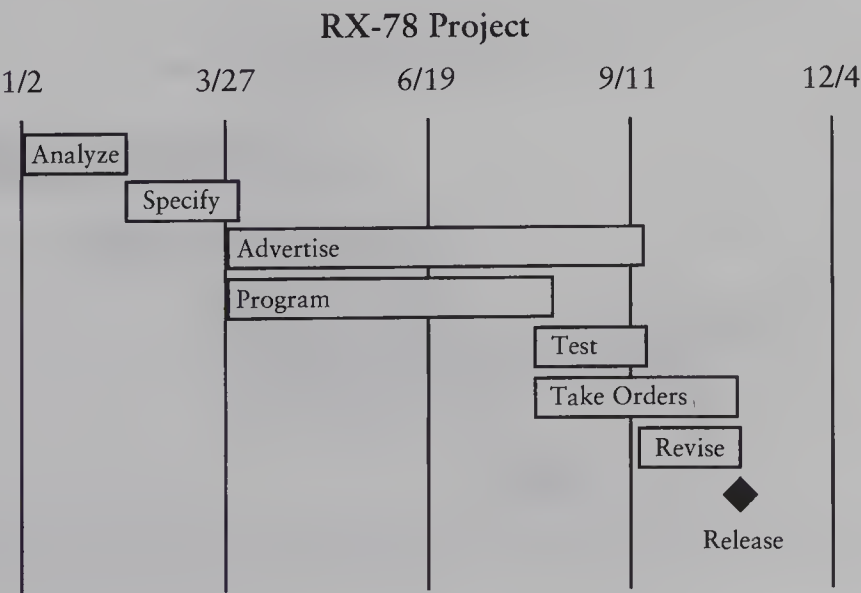 RX-78 Project
1/2 3/27 6/19 9/11 12/4
Analyze
Specify
Advertise
Program
Test
Take Orders
Revise
Release